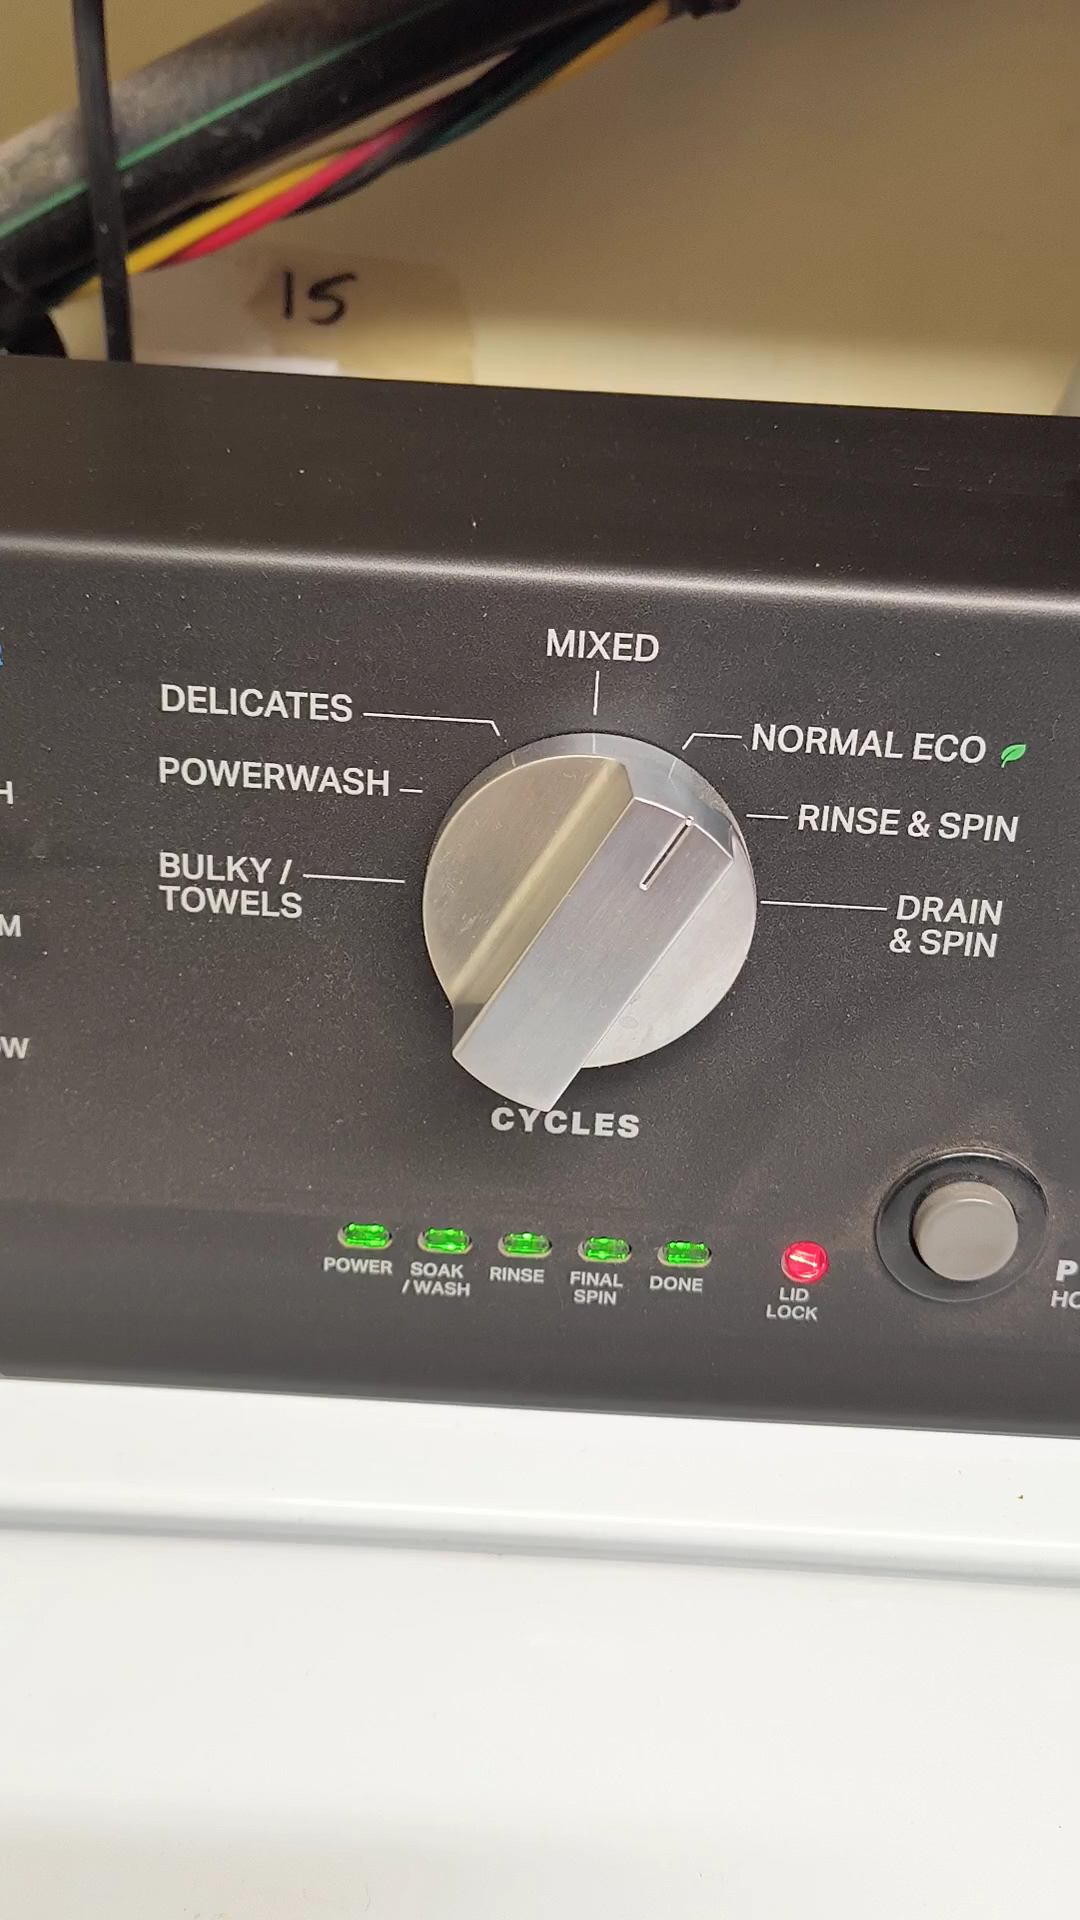 15
MIXED
DELICATES
NORMAL ECO
POWERWASH
RINSE & SPIN
BULKY /
TOWELS
DRAIN
& SPIN
CYCLES
POWER
SOAK
/ WASH
RINSE
FINAL
SPIN
DONE
LID
LOCK